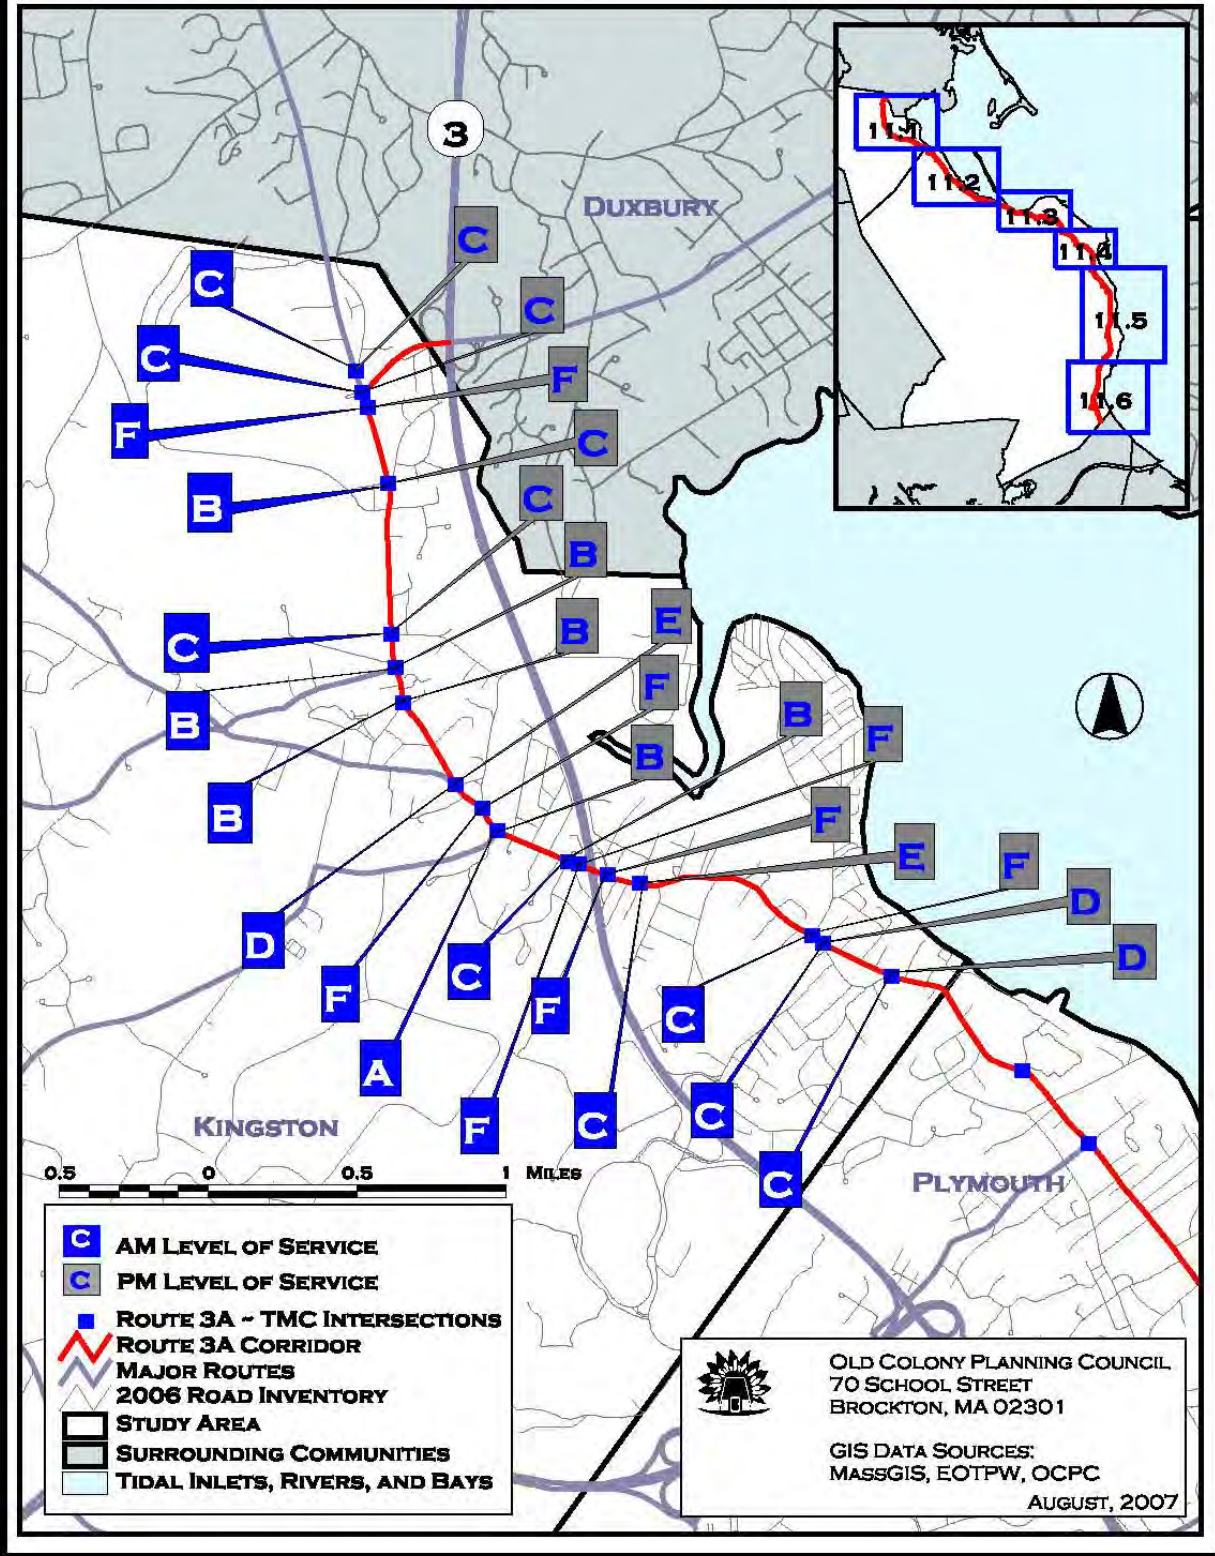 3
DUXBURY
11.1
11.2
11.3
11.4
11.5
11.6
C
C
C
C
C
F
F
C
B
C
C
B
B
E
B
F
B
B
F
B
F
E
F
D
D
D
C
F
F
C
A
F
C
C
C
KINGSTON
PLYMOUTH
0.5 0 0.5 1 MILES
C AM LEVEL OF SERVICE
C PM LEVEL OF SERVICE
ROUTE 3A ~ TMC INTERSECTIONS
ROUTE 3A CORRIDOR
MAJOR ROUTES
2006 ROAD INVENTORY
STUDY AREA
SURROUNDING COMMUNITIES
TIDAL INLETS, RIVERS, AND BAYS
OLD COLONY PLANNING COUNCIL
70 SCHOOL STREET
BROCKTON, MA 02301
GIS DATA SOURCES:
MASSGIS, EOTPW, OCPC
AUGUST, 2007